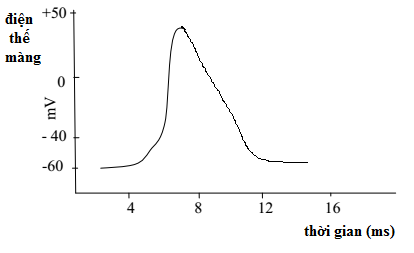 điện
thế
màng
+50
0
mV
- 40
-60
4 8 12 16
thời gian (ms)